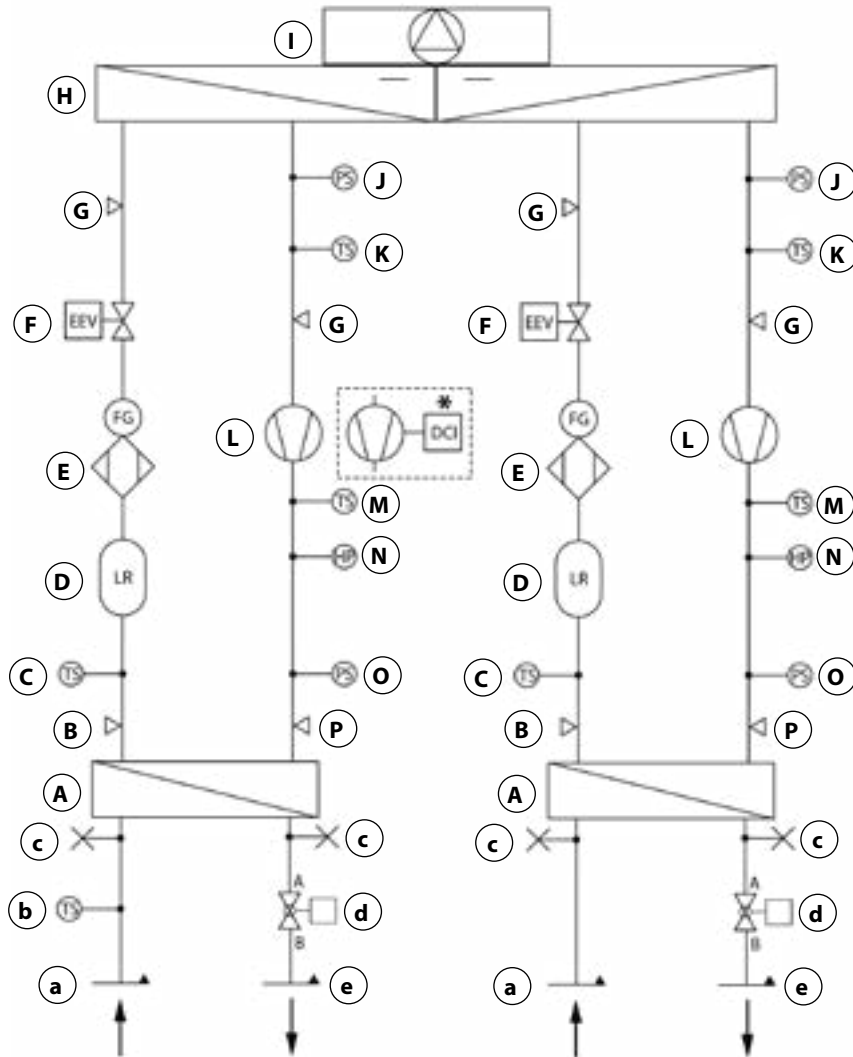 I
H
PS J PS J
G G
TS K TS K
F EEV G F EEV G
FG * FG
L DCI L
E E
TS M TS M
HP N HP N
D LR D LR
C TS PS O C TS PS O
B P B P
A A
c c c c
A A
b TS d d
B B
a e a e